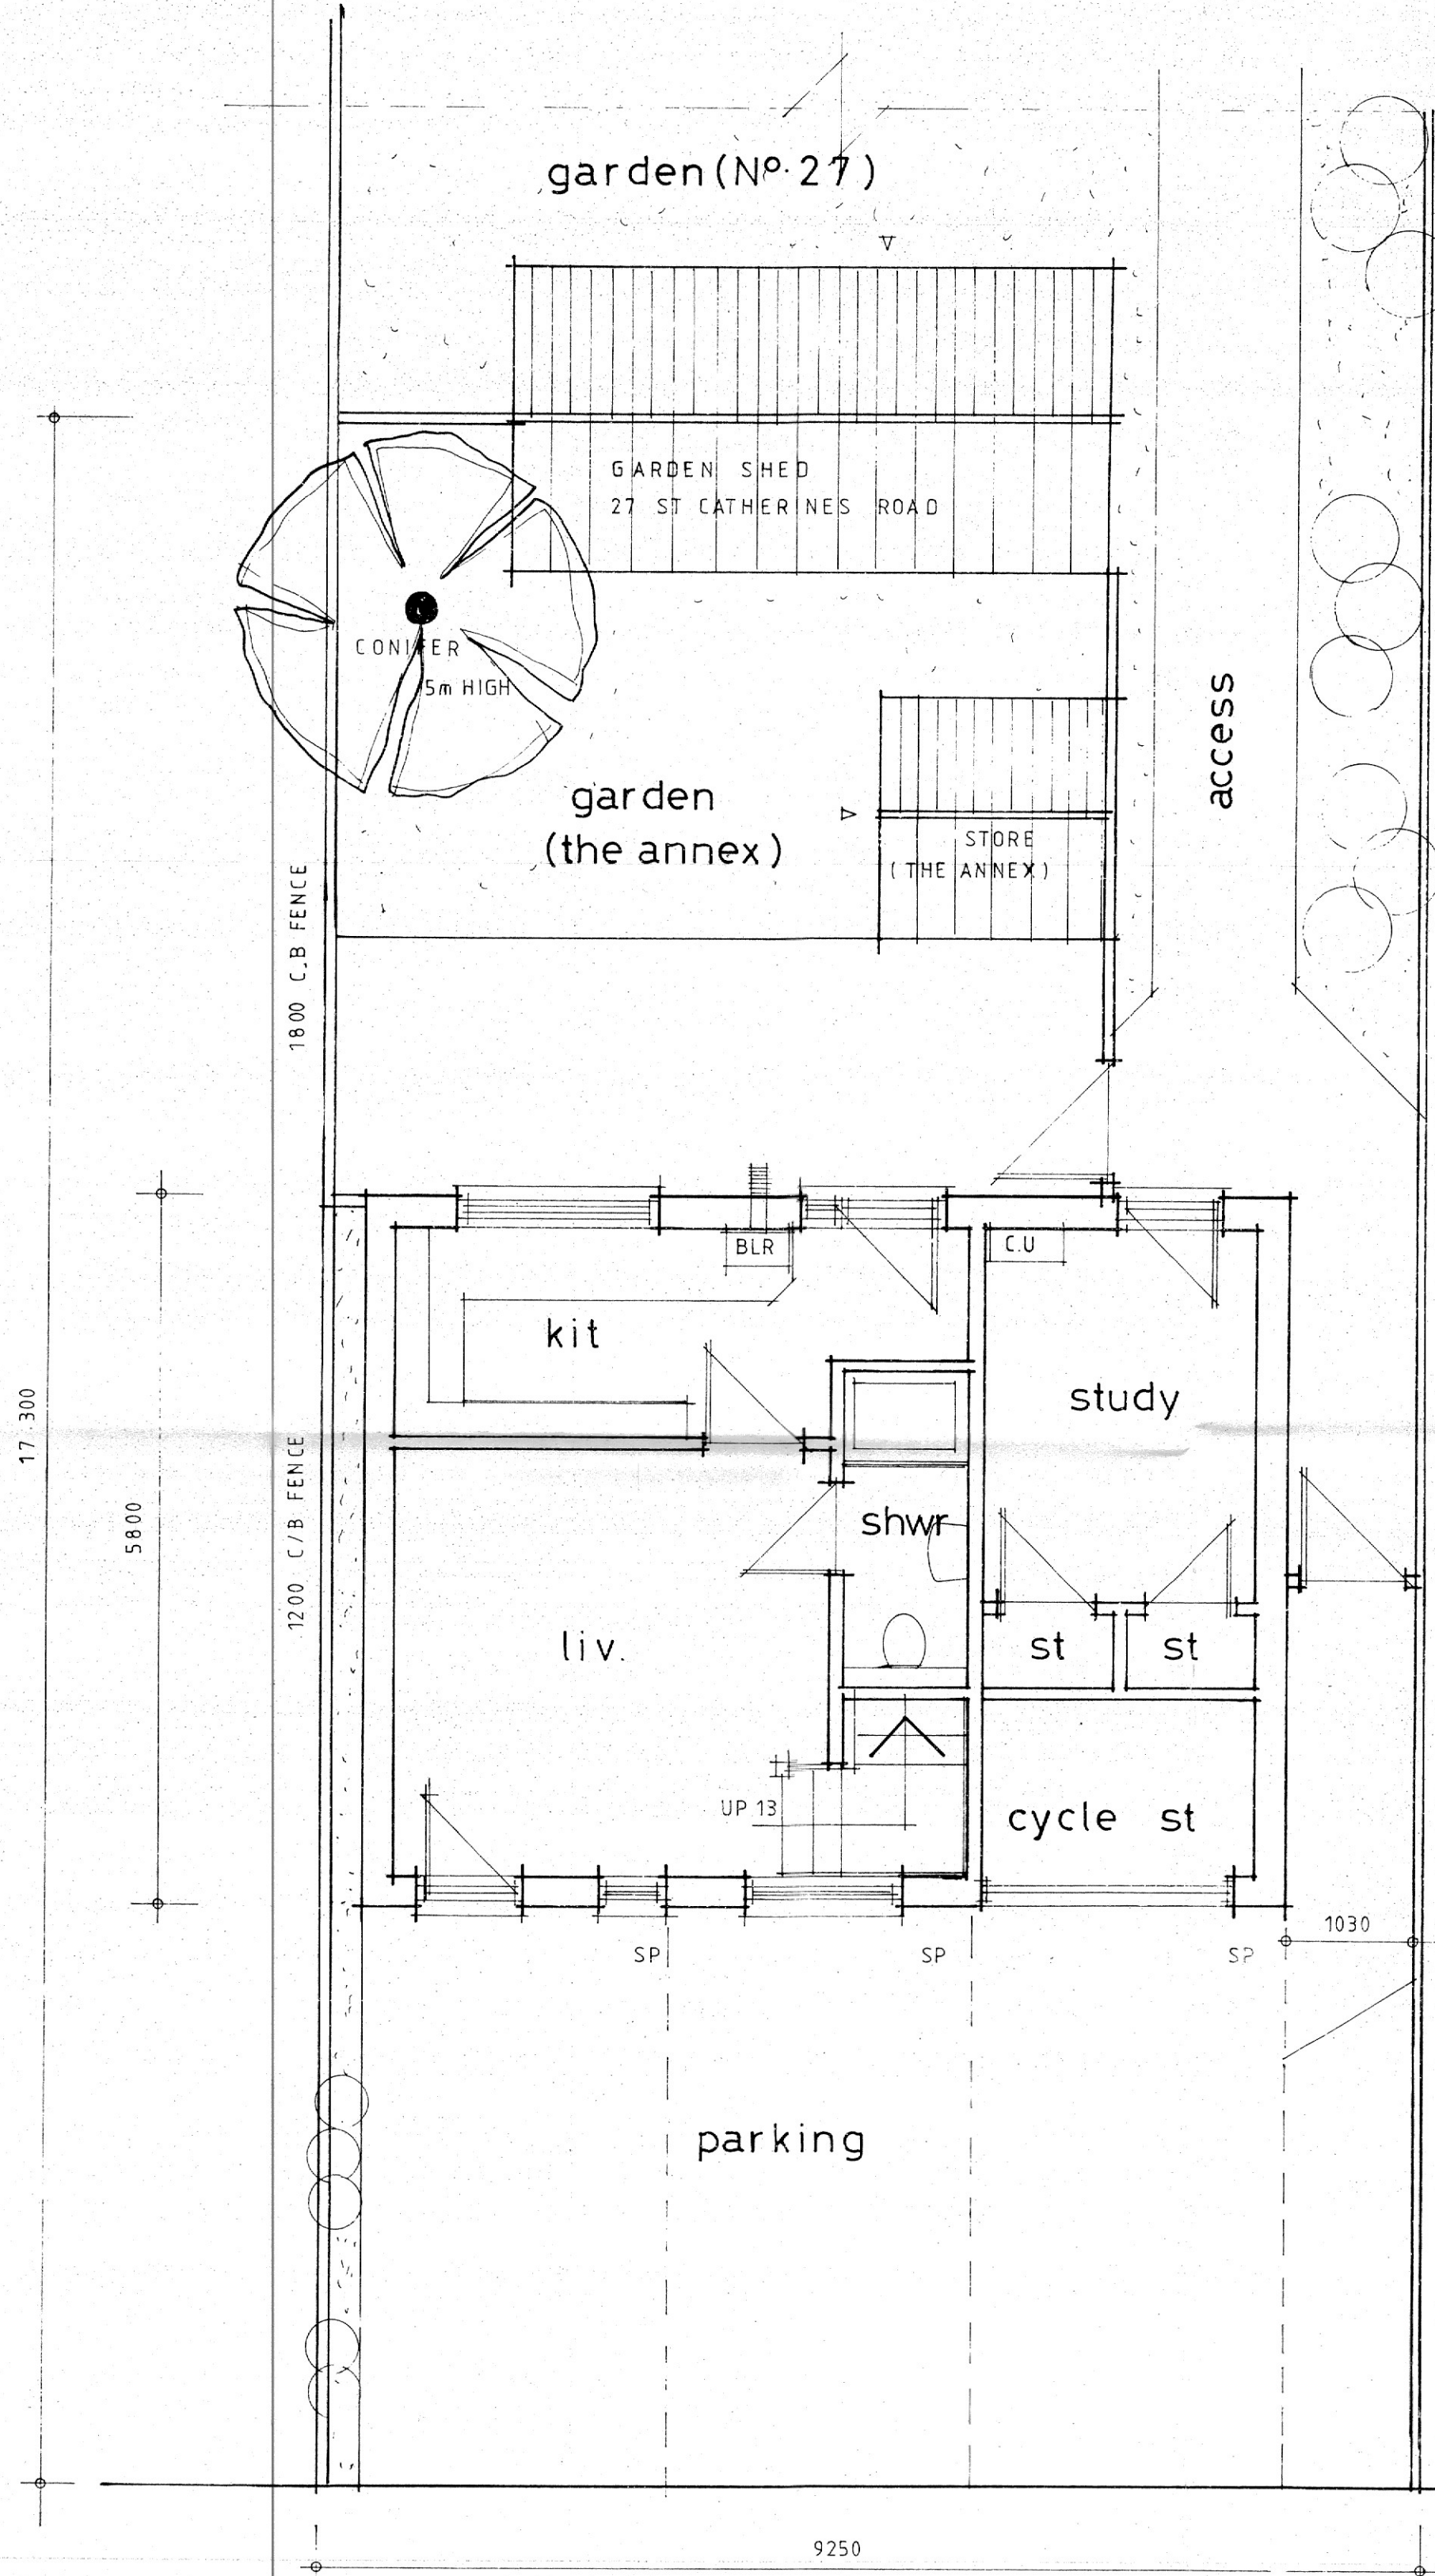 garden (Nº. 27)
GARDEN SHED
27 ST CATHERINES ROAD
CONIFER
5m HIGH
access
garden
(the annex)
STORE
(THE ANNEX)
1800 C.B FENCE
BLR
C.U
kit
study
17.300
5800
1200 C/B FENCE
shwr
liv.
st
st
UP 13
cycle st
1030
SP
SP
SP
parking
9250